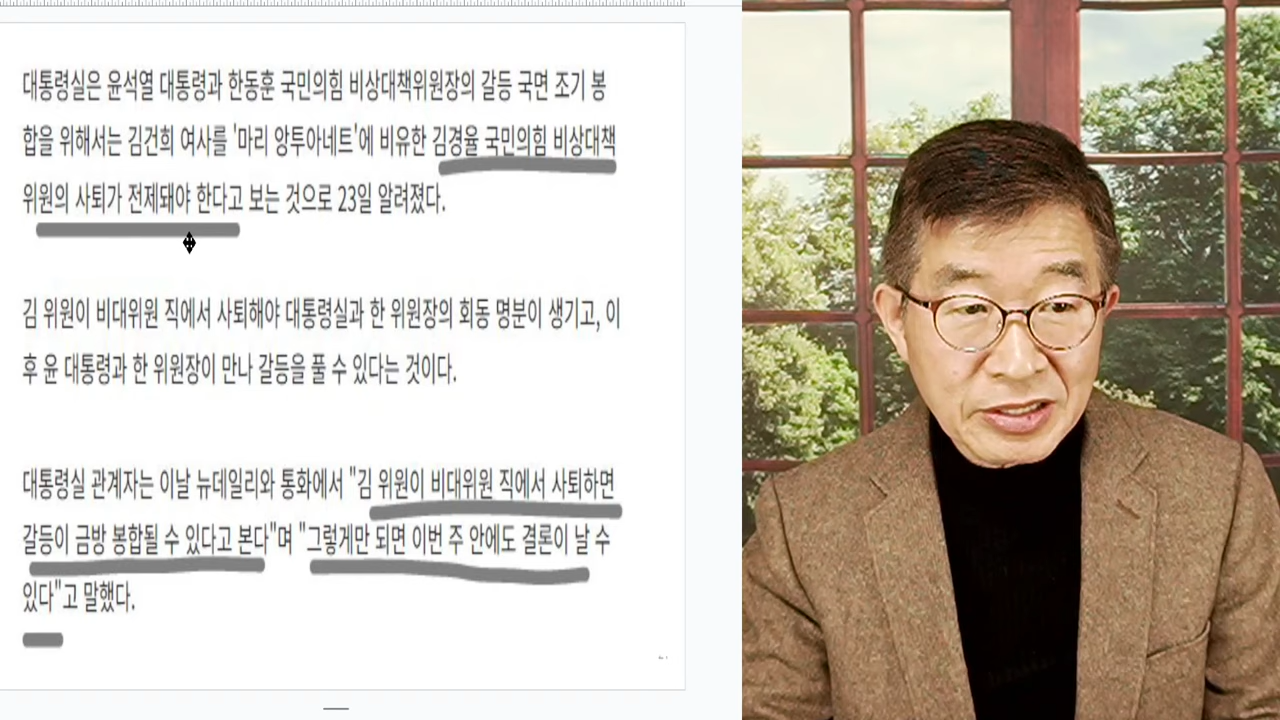 대통령실은 윤석열 대통령과 한동훈 국민의힘 비상대책위원장의 갈등 국면 조기 봉
합을 위해서는 김건희 여사를 '마리 앙투아네트'에 비유한 김경율 국민의힘 비상대책
위원의 사퇴가 전제돼야 한다고 보는 것으로 23일 알려졌다.
김 위원이 비대위원 직에서 사퇴해야 대통령실과 한 위원장의 회동 명분이 생기고, 이
후 윤 대통령과 한 위원장이 만나 갈등을 풀 수 있다는 것이다.
대통령실 관계자는 이날 뉴데일리와 통화에서 "김 위원이 비대위원 직에서 사퇴하면
갈등이 금방 봉합될 수 있다고 본다"며 "그렇게만 되면 이번 주 안에도 결론이 날 수
있다"고 말했다.